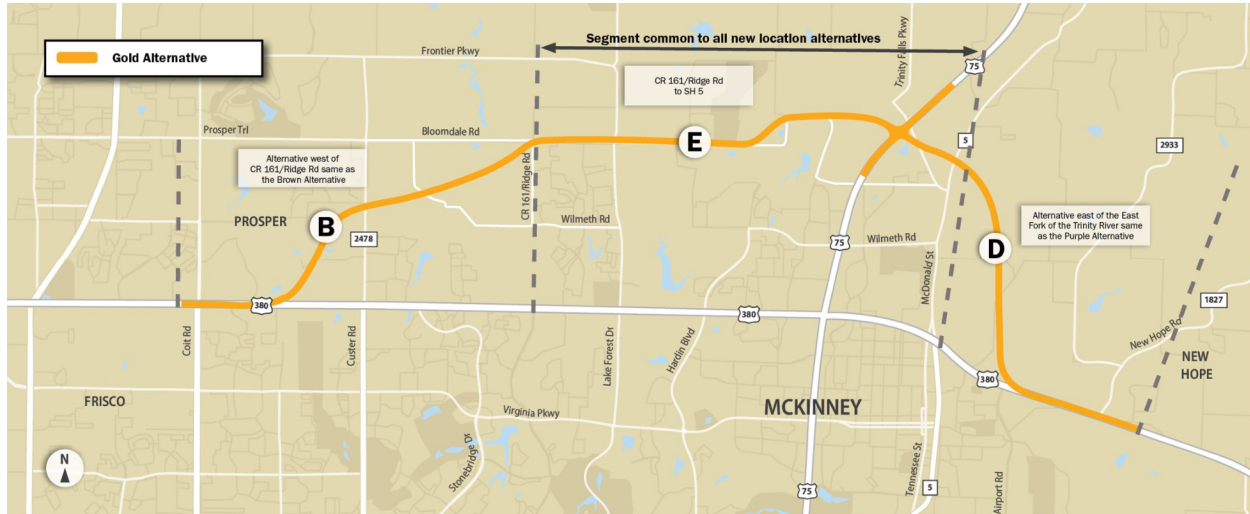 Gold Alternative
Segment common to all new location alternatives
Frontier Pkwy
CR 161/Ridge Rd
to SH 5
Trinity Falls Pkwy
75
Prosper Trl
Bloomdale Rd
E
5
2933
Alternative west of
CR 161/Ridge Rd same as
the Brown Alternative
CR 161/Ridge Rd
PROSPER
B
2478
Wilmeth Rd
75
Wilmeth Rd
D
Alternative east of the East
Fork of the Trinity River same
as the Purple Alternative
McDonald St
380
380
1827
New Hope Rd
Coit Rd
Custer Rd
Lake Forest Dr
Hardin Blvd
380
NEW
HOPE
FRISCO
Virginia Pkwy
MCKINNEY
N
Stonebridge Dr
75
Tennessee St
5
Airport Rd